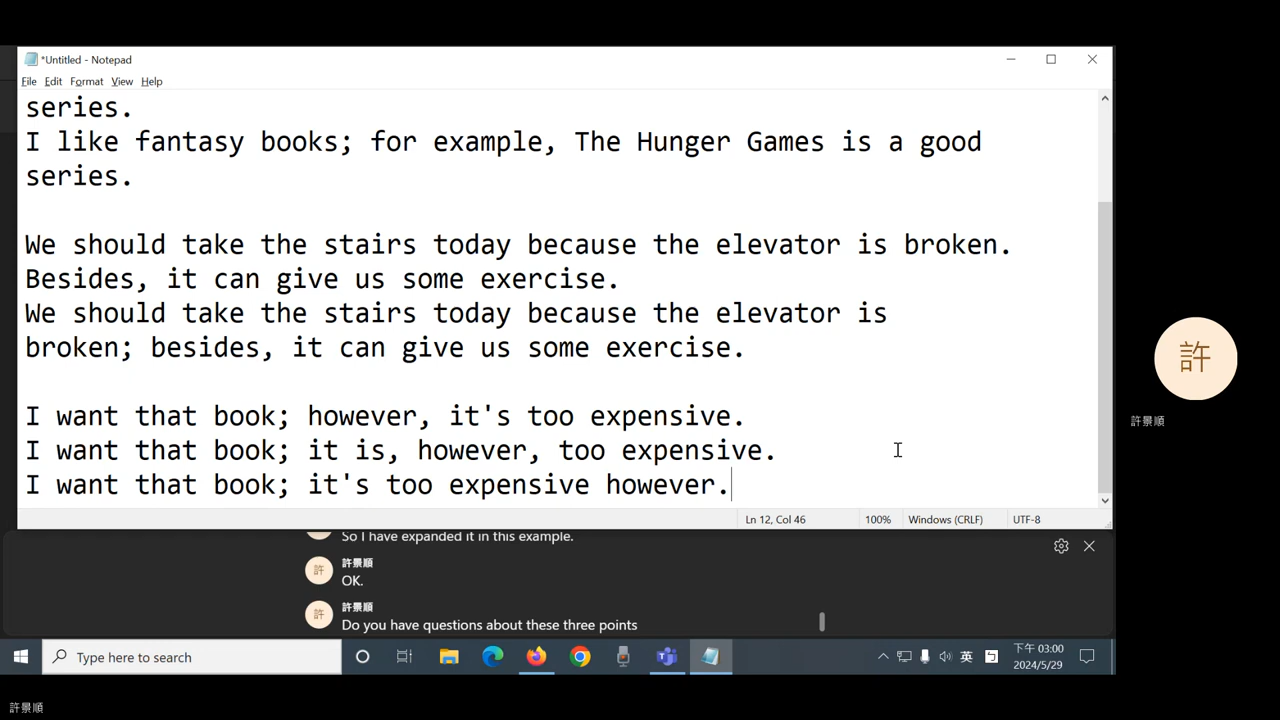 *Untitled - Notepad
File Edit Format View Help
series.
I like fantasy books; for example, The Hunger Games is a good
series.
We should take the stairs today because the elevator is broken.
Besides, it can give us some exercise.
We should take the stairs today because the elevator is
broken; besides, it can give us some exercise.
I want that book; however, it's too expensive.
I want that book; it is, however, too expensive.
I want that book; it's too expensive however.
Ln 12, Col 46 100% Windows (CRLF) UTF-8
So I have expanded it in this example.
許 許景順
OK.
許 許景順
Do you have questions about these three points
許
許景順
Type here to search
英
下午 03:00
2024/5/29
許景順